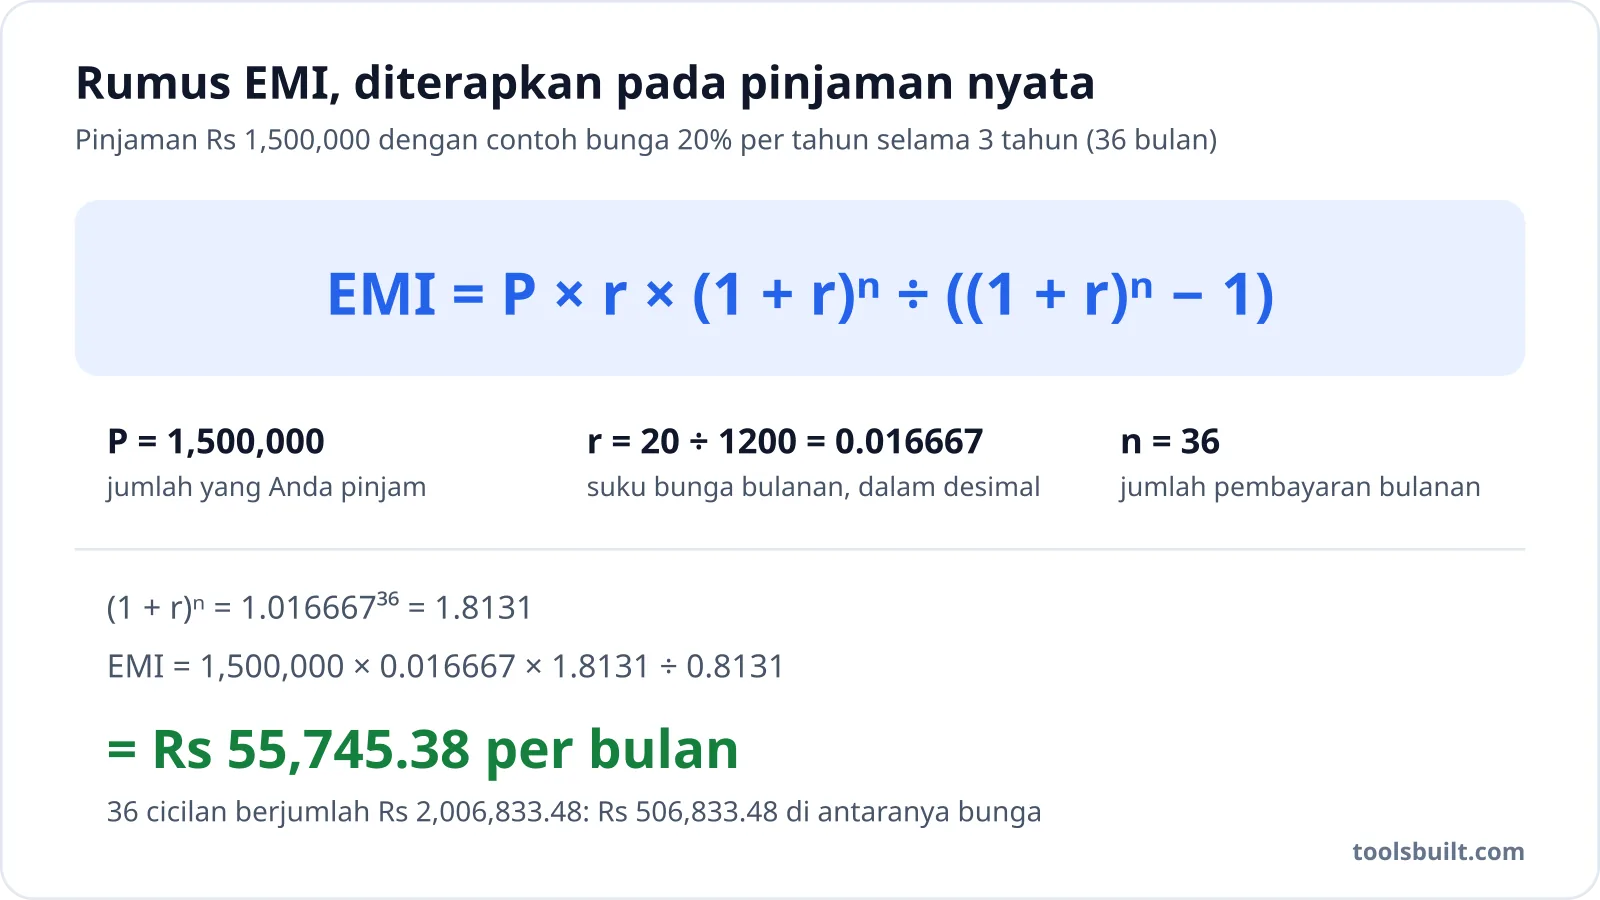 Rumus EMI, diterapkan pada pinjaman nyata
Pinjaman Rs 1,500,000 dengan contoh bunga 20% per tahun selama 3 tahun (36 bulan)
EMI = P × r × (1 + r)ⁿ ÷ ((1 + r)ⁿ − 1)
P = 1,500,000
jumlah yang Anda pinjam
r = 20 ÷ 1200 = 0.016667
suku bunga bulanan, dalam desimal
n = 36
jumlah pembayaran bulanan
(1 + r)ⁿ = 1.016667³⁶ = 1.8131
EMI = 1,500,000 × 0.016667 × 1.8131 ÷ 0.8131
= Rs 55,745.38 per bulan
36 cicilan berjumlah Rs 2,006,833.48: Rs 506,833.48 di antaranya bunga
toolsbuilt.com